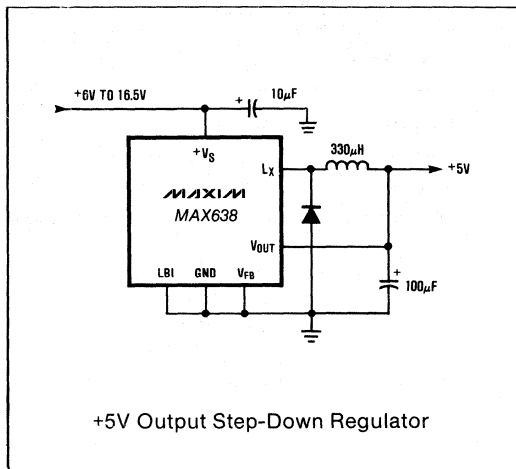 +6V TO 16.5V
+
10µF
+VS
LX
330µH
+5V
MAXIM
MAX638
VOUT
LBI GND VFB
+
100µF
+5V Output Step-Down Regulator